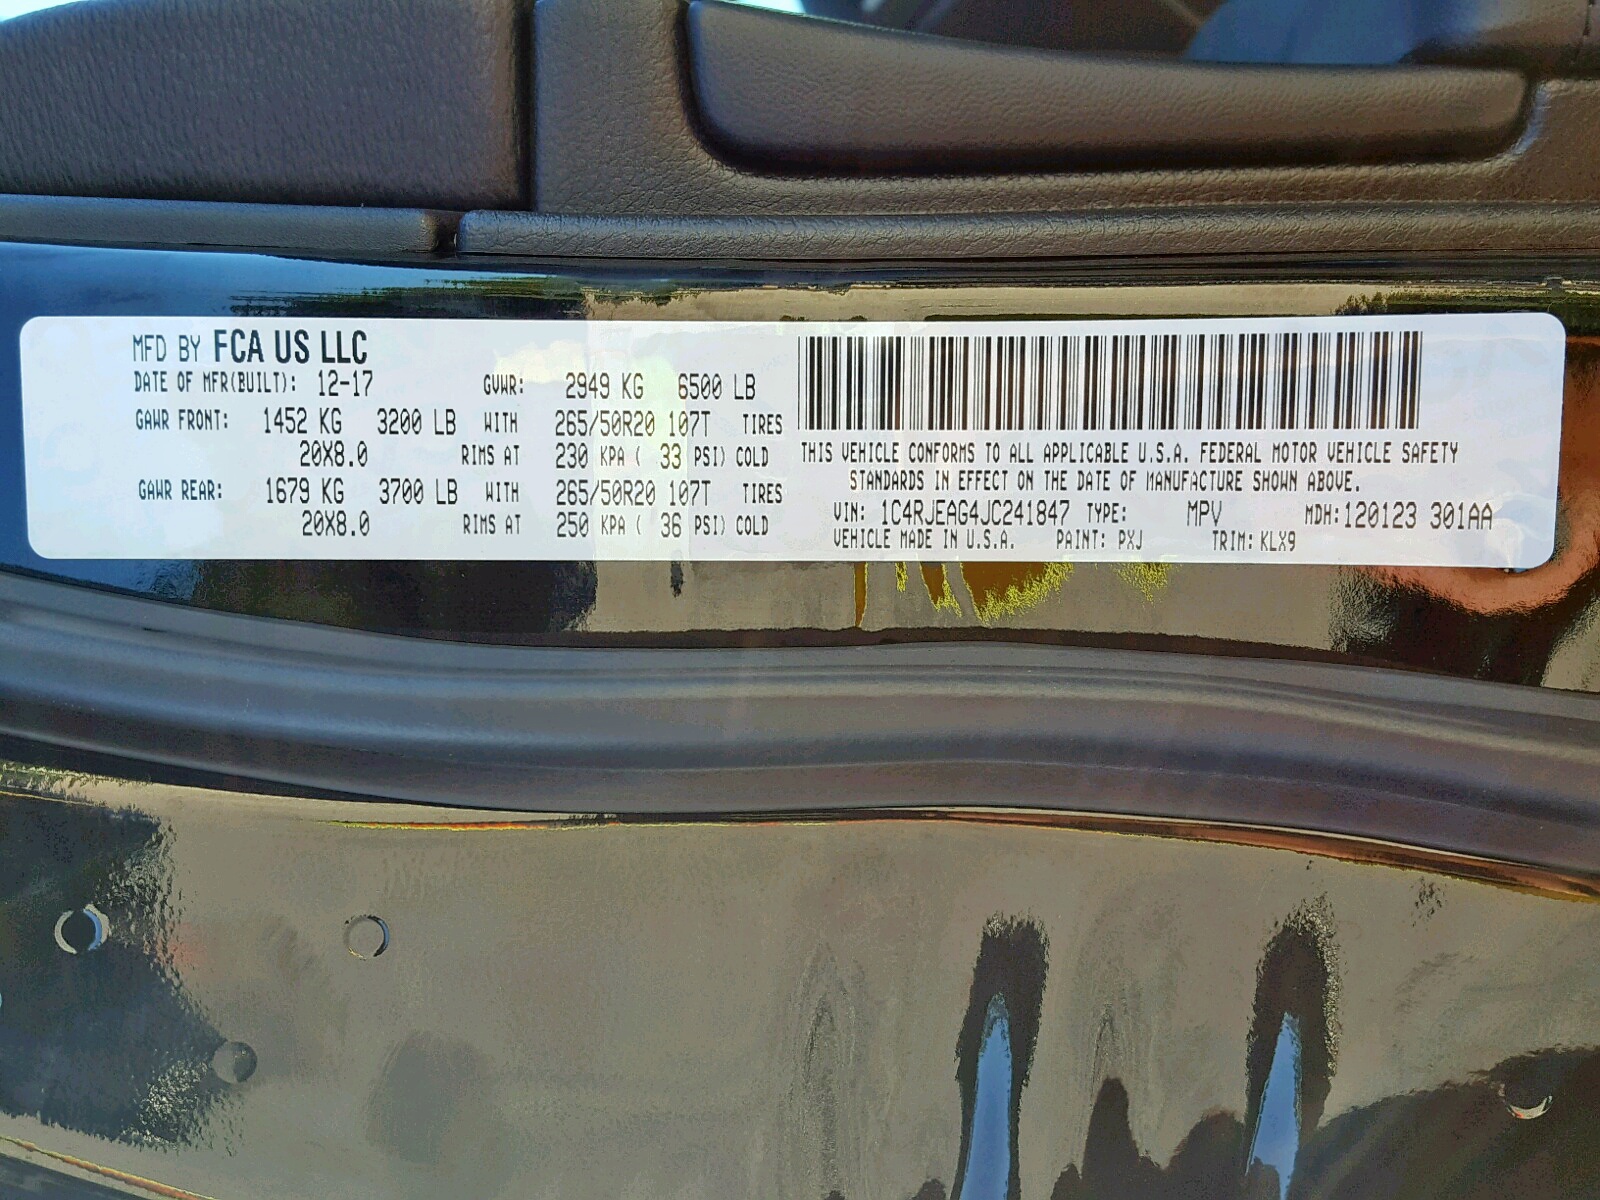 MFD BY FCA US LLC
DATE OF MFR(BUILT): 12-17 GVWR: 2949 KG 6500 LB
GAWR FRONT: 1452 KG 3200 LB WITH 265/50R20 107T TIRES
20X8.0 RIMS AT 230 KPA ( 33 PSI) COLD
GAWR REAR: 1679 KG 3700 LB WITH 265/50R20 107T TIRES
20X8.0 RIMS AT 250 KPA ( 36 PSI) COLD
THIS VEHICLE CONFORMS TO ALL APPLICABLE U.S.A. FEDERAL MOTOR VEHICLE SAFETY
STANDARDS IN EFFECT ON THE DATE OF MANUFACTURE SHOWN ABOVE.
VIN: 1C4RJEAG4JC241847 TYPE: MPV MDH: 120123 301AA
VEHICLE MADE IN U.S.A. PAINT: PXJ TRIM: KLX9